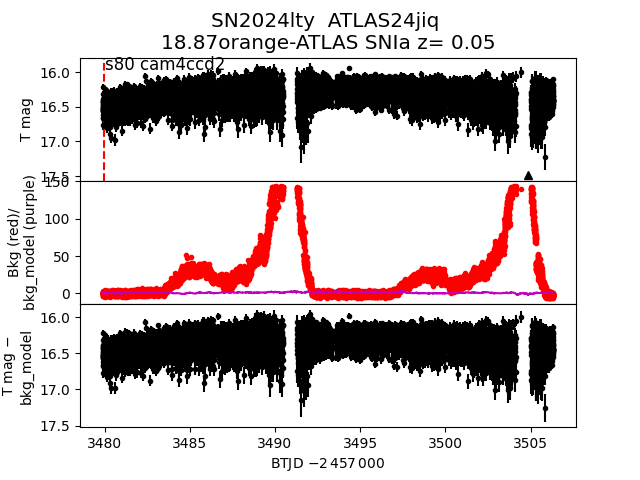 SN2024lty ATLAS24jiq
18.87orange-ATLAS SNIa z= 0.05
s80 cam4ccd2
T mag
16.0
16.5
17.0
17.5
Bkg (red)/
bkg_model (purple)
150
100
50
0
T mag −
bkg_model
16.0
16.5
17.0
17.5
3480 3485 3490 3495 3500 3505
BTJD −2 457 000